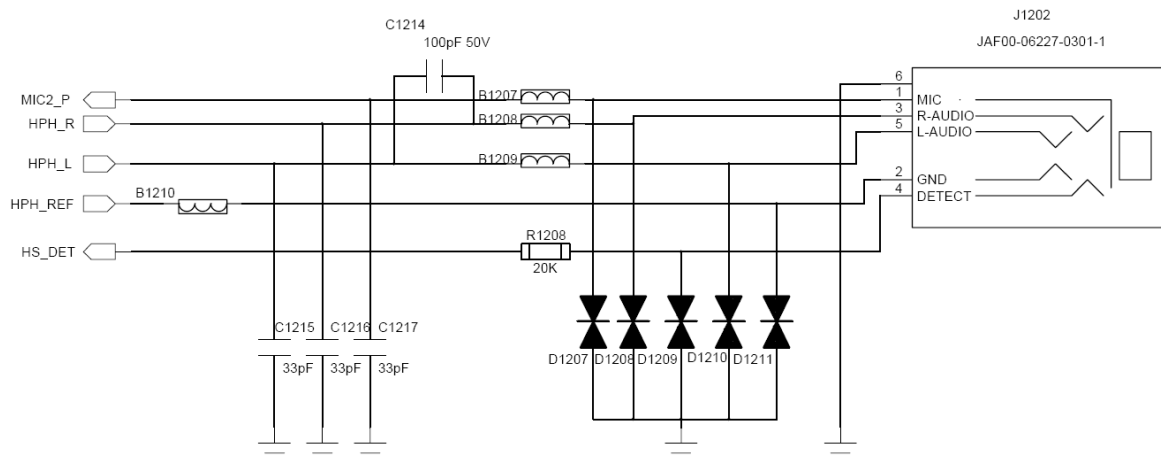 C1214
100pF 50V
J1202
JAF00-06227-0301-1
MIC2_P
B1207
6
1
MIC
HPH_R
B1208
3
R-AUDIO
5
L-AUDIO
HPH_L
B1209
2
GND
B1210
4
DETECT
HPH_REF
R1208
HS_DET
20K
C1215
C1216
C1217
33pF
33pF
33pF
D1207
D1208
D1209
D1210
D1211